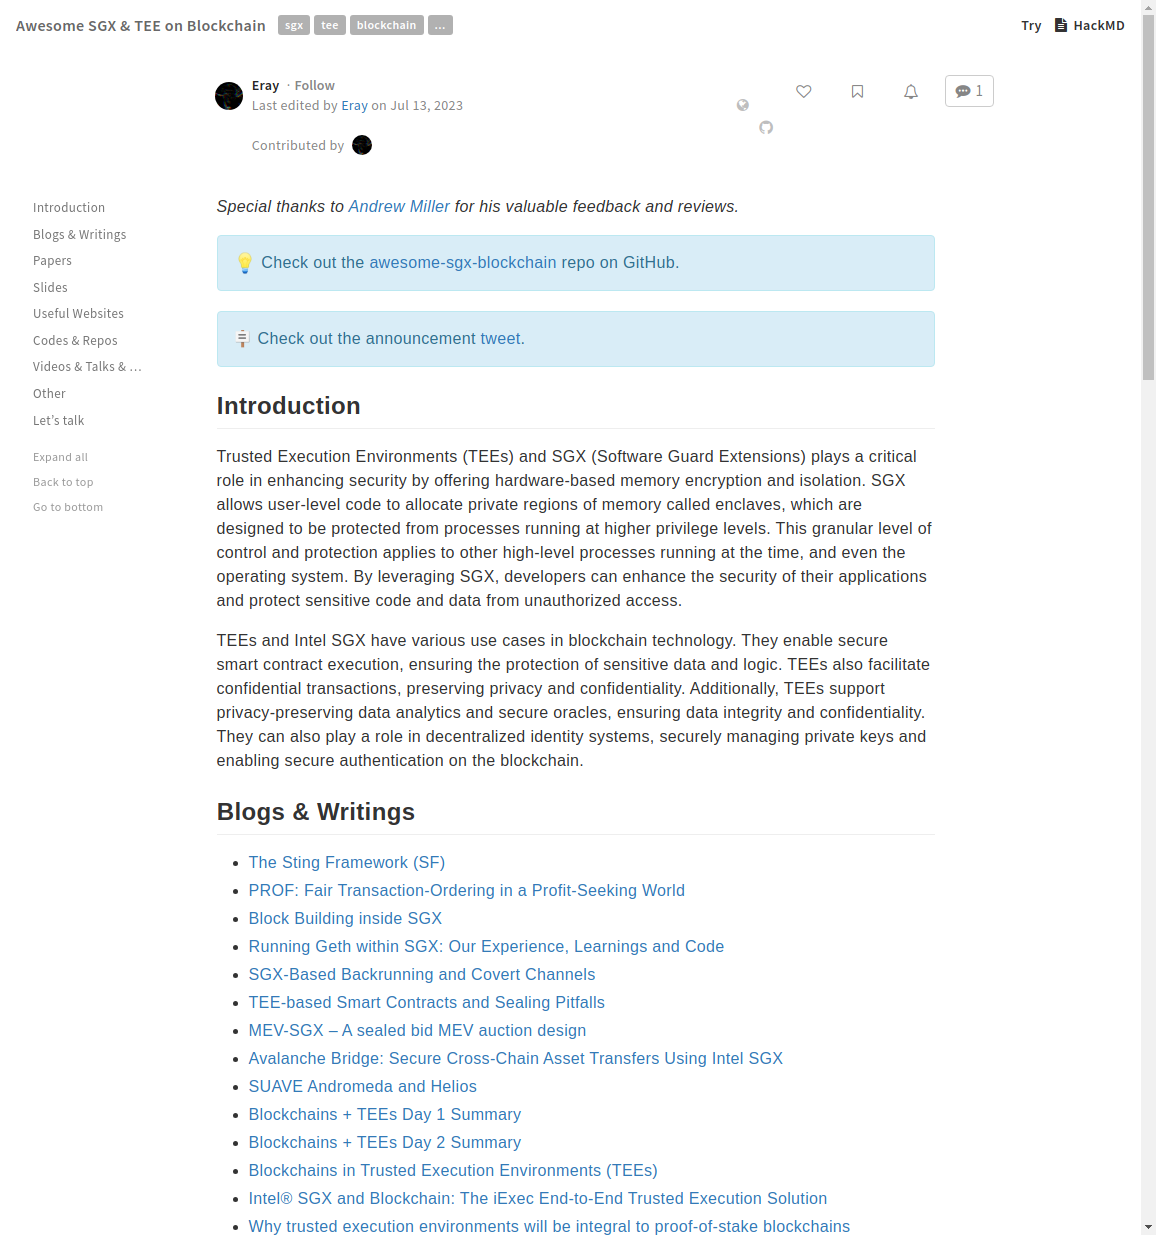 Awesome SGX & TEE on Blockchain sgx tee blockchain ... Try HackMD
Eray · Follow
Last edited by Eray on Jul 13, 2023
1
Contributed by
Introduction
Blogs & Writings
Papers
Slides
Useful Websites
Codes & Repos
Videos & Talks & …
Other
Let's talk
Expand all
Back to top
Go to bottom
Special thanks to Andrew Miller for his valuable feedback and reviews.
💡 Check out the awesome-sgx-blockchain repo on GitHub.
🪧 Check out the announcement tweet.
Introduction
Trusted Execution Environments (TEEs) and SGX (Software Guard Extensions) plays a critical
role in enhancing security by offering hardware-based memory encryption and isolation. SGX
allows user-level code to allocate private regions of memory called enclaves, which are
designed to be protected from processes running at higher privilege levels. This granular level of
control and protection applies to other high-level processes running at the time, and even the
operating system. By leveraging SGX, developers can enhance the security of their applications
and protect sensitive code and data from unauthorized access.
TEEs and Intel SGX have various use cases in blockchain technology. They enable secure
smart contract execution, ensuring the protection of sensitive data and logic. TEEs also facilitate
confidential transactions, preserving privacy and confidentiality. Additionally, TEEs support
privacy-preserving data analytics and secure oracles, ensuring data integrity and confidentiality.
They can also play a role in decentralized identity systems, securely managing private keys and
enabling secure authentication on the blockchain.
Blogs & Writings
• The Sting Framework (SF)
• PROF: Fair Transaction-Ordering in a Profit-Seeking World
• Block Building inside SGX
• Running Geth within SGX: Our Experience, Learnings and Code
• SGX-Based Backrunning and Covert Channels
• TEE-based Smart Contracts and Sealing Pitfalls
• MEV-SGX – A sealed bid MEV auction design
• Avalanche Bridge: Secure Cross-Chain Asset Transfers Using Intel SGX
• SUAVE Andromeda and Helios
• Blockchains + TEEs Day 1 Summary
• Blockchains + TEEs Day 2 Summary
• Blockchains in Trusted Execution Environments (TEEs)
• Intel® SGX and Blockchain: The iExec End-to-End Trusted Execution Solution
• Why trusted execution environments will be integral to proof-of-stake blockchains